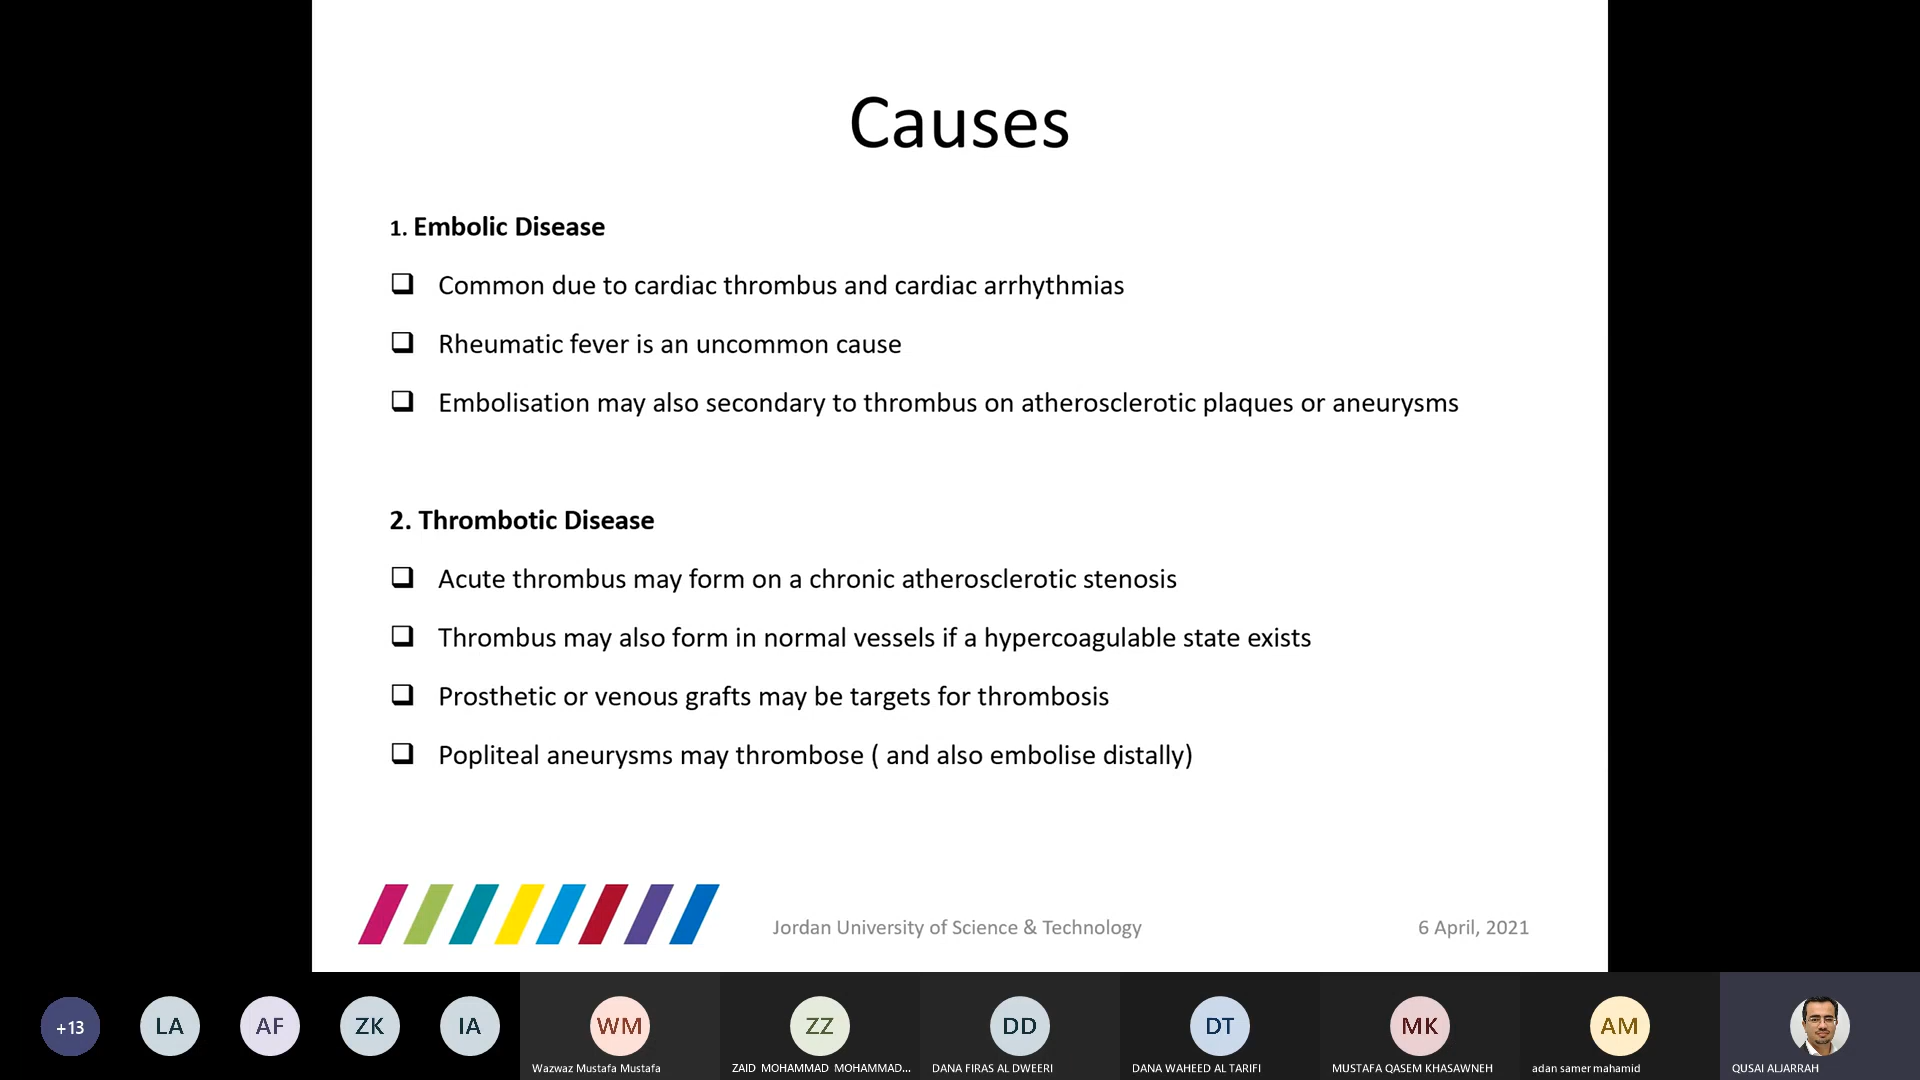 Causes
1. Embolic Disease
Common due to cardiac thrombus and cardiac arrhythmias
Rheumatic fever is an uncommon cause
Embolisation may also secondary to thrombus on atherosclerotic plaques or aneurysms
2. Thrombotic Disease
Acute thrombus may form on a chronic atherosclerotic stenosis
Thrombus may also form in normal vessels if a hypercoagulable state exists
Prosthetic or venous grafts may be targets for thrombosis
Popliteal aneurysms may thrombose ( and also embolise distally)
Jordan University of Science & Technology
6 April, 2021
+13
LA
AF
ZK
IA
WM
ZZ
DD
DT
MK
AM
Wazwaz Mustafa Mustafa
ZAID MOHAMMAD MOHAMMAD...
DANA FIRAS AL DWEERI
DANA WAHEED AL TARIFI
MUSTAFA QASEM KHASAWNEH
adan samer mahamid
QUSAI ALJARRAH